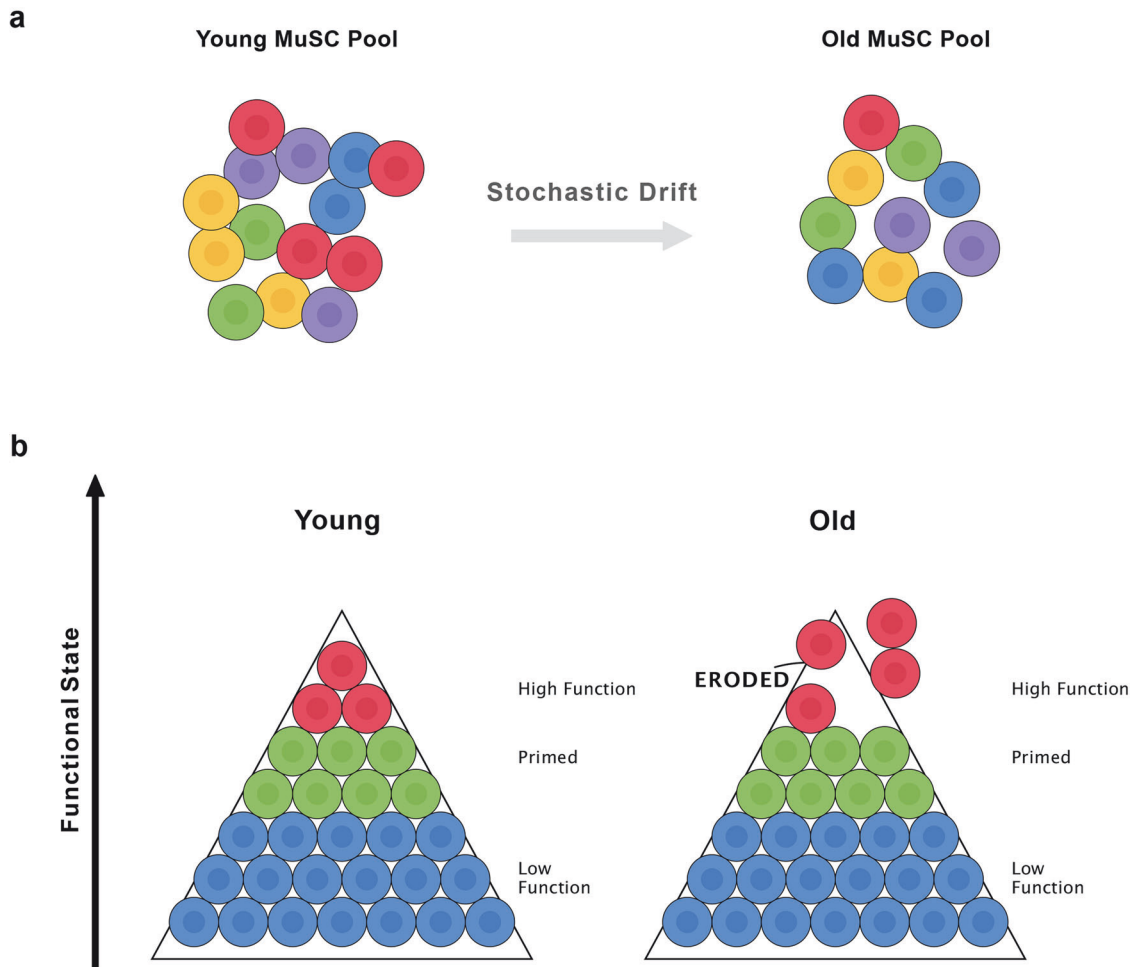 a
Young MuSC Pool
Old MuSC Pool
Stochastic Drift
b
Functional State
Young
Old
High Function
Primed
Low
Function
ERODED
High Function
Primed
Low
Function